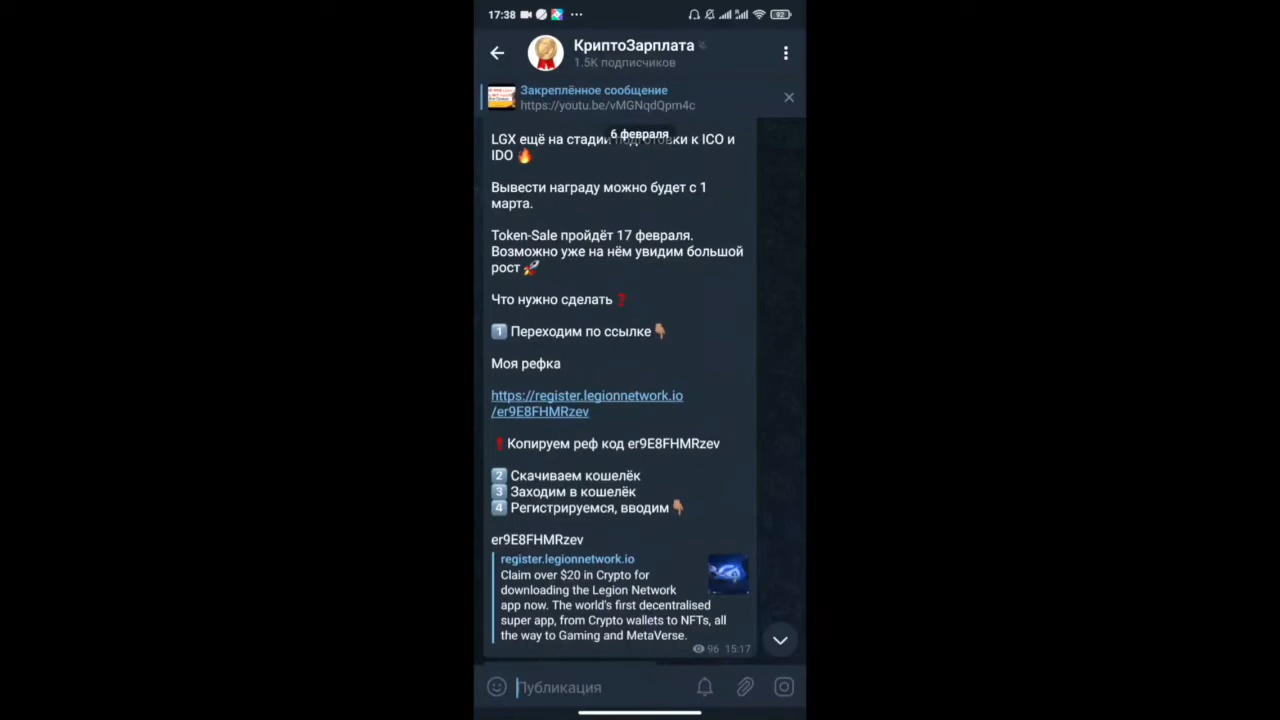 17:38
92
КриптоЗарплата
1.5K подписчиков
Закреплённое сообщение
https://youtu.be/vMGNqdQpm4c
6 февраля
LGX ещё на стадии подготовки к ICO и
IDO
Вывести награду можно будет с 1
марта.
Token-Sale пройдёт 17 февраля.
Возможно уже на нём увидим большой
рост
Что нужно сделать❓
1 Переходим по ссылке
Моя рефка
https://register.legionnetwork.io
/er9E8FHMRzev
❗Копируем реф код er9E8FHMRzev
2 Скачиваем кошелёк
3 Заходим в кошелёк
4 Регистрируемся, вводим
er9E8FHMRzev
register.legionnetwork.io
Claim over $20 in Crypto for
downloading the Legion Network
app now. The world's first decentralised
super app, from Crypto wallets to NFTs, all
the way to Gaming and MetaVerse.
96 15:17
Публикация